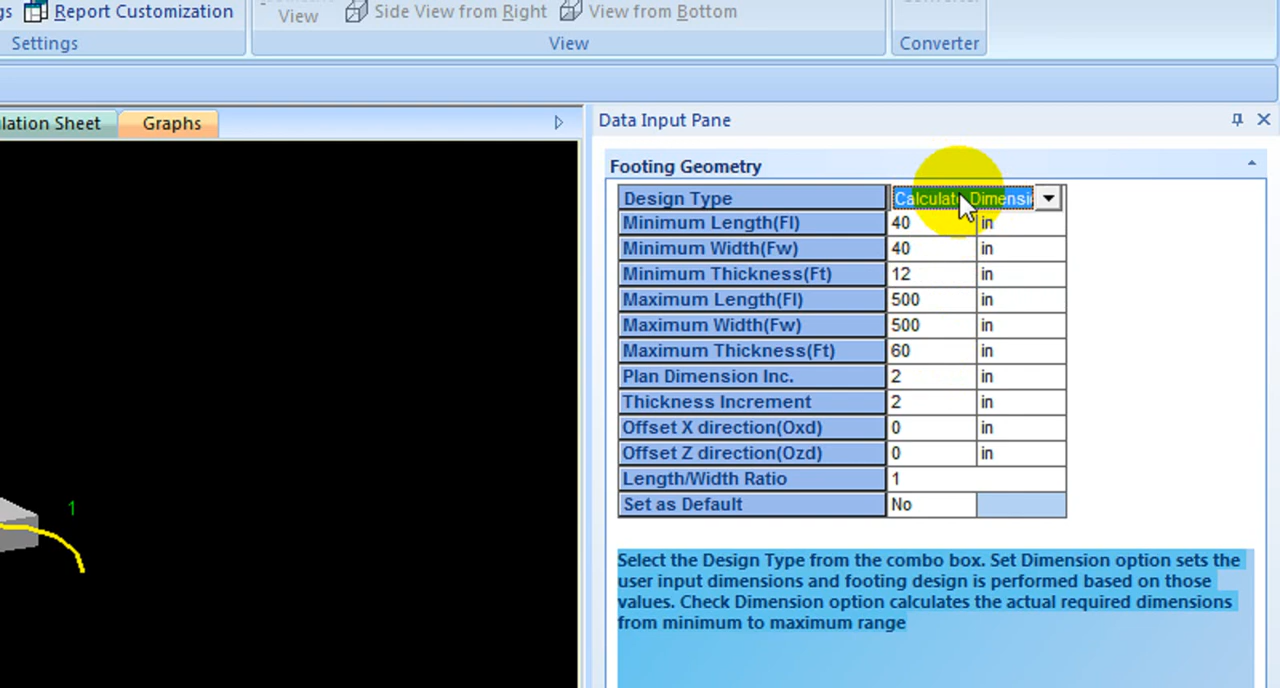 gs Report Customization
View Side View from Right View from Bottom
Settings View Converter
lation Sheet Graphs
Data Input Pane
Footing Geometry
Design Type Calculate Dimensi
Minimum Length(Fl) 40 in
Minimum Width(Fw) 40 in
Minimum Thickness(Ft) 12 in
Maximum Length(Fl) 500 in
Maximum Width(Fw) 500 in
Maximum Thickness(Ft) 60 in
Plan Dimension Inc. 2 in
Thickness Increment 2 in
Offset X direction(Oxd) 0 in
Offset Z direction(Ozd) 0 in
Length/Width Ratio 1
Set as Default No
1
Select the Design Type from the combo box. Set Dimension option sets the
user input dimensions and footing design is performed based on those
values. Check Dimension option calculates the actual required dimensions
from minimum to maximum range